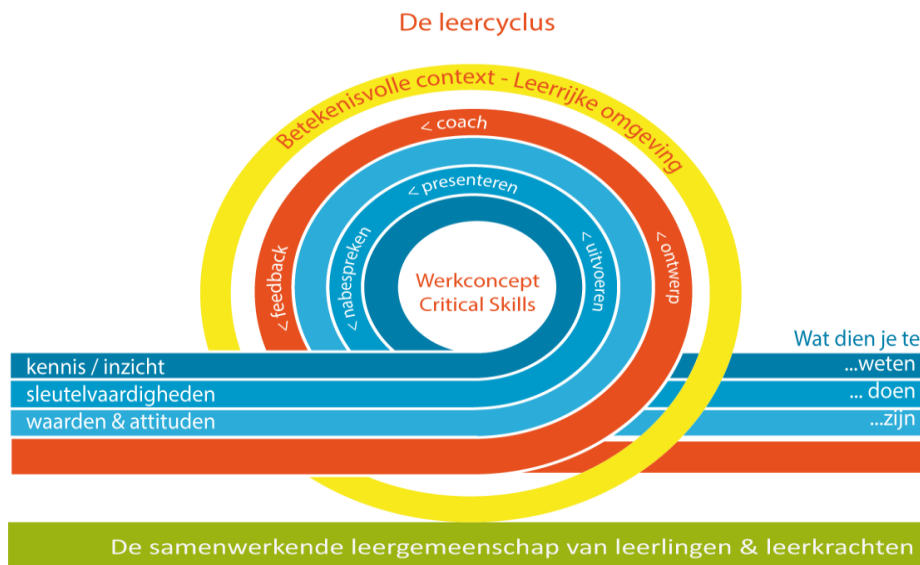 De leercyclus
Betekenisvolle context - Leerrijke omgeving
< coach
< presenteren
< feedback
< nabespreken
< uitvoeren
< ontwerp
Werkconcept
Critical Skills
Wat dien je te
kennis / inzicht
...weten
sleutelvaardigheden
... doen
waarden & attituden
...zijn
De samenwerkende leergemeenschap van leerlingen & leerkrachten